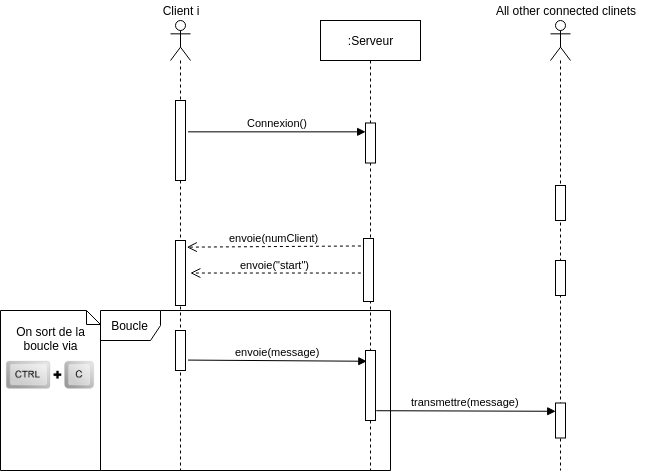 Client i
All other connected clinets
:Serveur
Connexion()
envoie(numClient)
envoie("start")
Boucle
On sort de la
boucle via
CTRL + C
envoie(message)
transmettre(message)